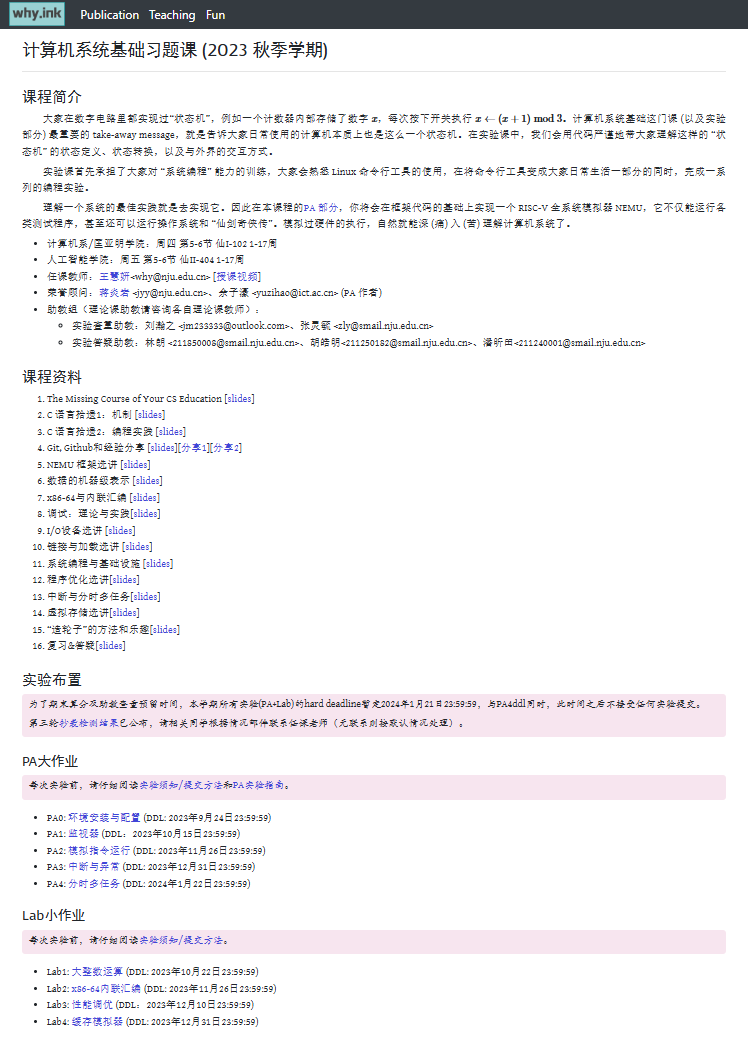 why.ink Publication Teaching Fun
计算机系统基础习题课 (2023 秋季学期)
课程简介
大家在数字电路里都实现过“状态机”，例如一个计数器内部存储了数字 x，每次按下开关执行 x ← (x + 1) mod 3。计算机系统基础这门课 (以及实验
部分) 最重要的 take-away message，就是告诉大家日常使用的计算机本质上也是这么一个状态机。在实验课中，我们会用代码严谨地带大家理解这样的 “状
态机” 的状态定义、状态转换，以及与外界的交互方式。
实验课首先承担了大家对 “系统编程” 能力的训练，大家会熟悉 Linux 命令行工具的使用，在将命令行工具变成大家日常生活一部分的同时，完成一系
列的编程实验。
理解一个系统的最佳实践就是去实现它。因此在本课程的PA 部分，你将会在框架代码的基础上实现一个 RISC-V 全系统模拟器 NEMU，它不仅能运行各
类测试程序，甚至还可以运行操作系统和 “仙剑奇侠传”。模拟过硬件的执行，自然就能深 (痛) 入 (苦) 理解计算机系统了。
• 计算机系/匡亚明学院：周四 第5-6节 仙I-102 1-17周
• 人工智能学院：周五 第5-6节 仙II-404 1-17周
• 任课教师：王慧妍<why@nju.edu.cn> [授课视频]
• 荣誉顾问：蒋炎岩 <jyy@nju.edu.cn>、余子濠 <yuzihao@ict.ac.cn> (PA 作者)
• 助教组（理论课助教请咨询各自理论课教师）：
◦ 实验查重助教：刘瀚之 <jm233333@outlook.com>、张灵毓 <zly@smail.nju.edu.cn>
◦ 实验答疑助教：林朗 <211850008@smail.nju.edu.cn>、胡皓明<211250182@smail.nju.edu.cn>、潘昕田<211240001@smail.nju.edu.cn>
课程资料
1. The Missing Course of Your CS Education [slides]
2. C 语言拾遗1：机制 [slides]
3. C 语言拾遗2：编程实践 [slides]
4. Git, Github和经验分享 [slides][分享1][分享2]
5. NEMU 框架选讲 [slides]
6. 数据的机器级表示 [slides]
7. x86-64与内联汇编 [slides]
8. 调试：理论与实践[slides]
9. I/O设备选讲 [slides]
10. 链接与加载选讲 [slides]
11. 系统编程与基础设施 [slides]
12. 程序优化选讲[slides]
13. 中断与分时多任务[slides]
14. 虚拟存储选讲[slides]
15. “造轮子”的方法和乐趣[slides]
16. 复习&答疑[slides]
实验布置
为了期末算分及助教查重预留时间，本学期所有实验(PA+Lab)的hard deadline暂定2024年1月21日23:59:59，与PA4ddl同时，此时间之后不接受任何实验提交。
第三轮抄袭检测结果已公布，请相关同学根据情况邮件联系任课老师（无联系则按默认情况处理）。
PA大作业
每次实验前，请仔细阅读实验须知/提交方法和PA实验指南。
• PA0: 环境安装与配置 (DDL: 2023年9月24日23:59:59)
• PA1: 监视器 (DDL：2023年10月15日23:59:59)
• PA2: 模拟指令运行 (DDL: 2023年11月26日23:59:59)
• PA3: 中断与异常 (DDL: 2023年12月31日23:59:59)
• PA4: 分时多任务 (DDL: 2024年1月22日23:59:59)
Lab小作业
每次实验前，请仔细阅读实验须知/提交方法。
• Lab1: 大整数运算 (DDL: 2023年10月22日23:59:59)
• Lab2: x86-64内联汇编 (DDL: 2023年11月26日23:59:59)
• Lab3: 性能调优 (DDL：2023年12月10日23:59:59)
• Lab4: 缓存模拟器 (DDL: 2023年12月31日23:59:59)